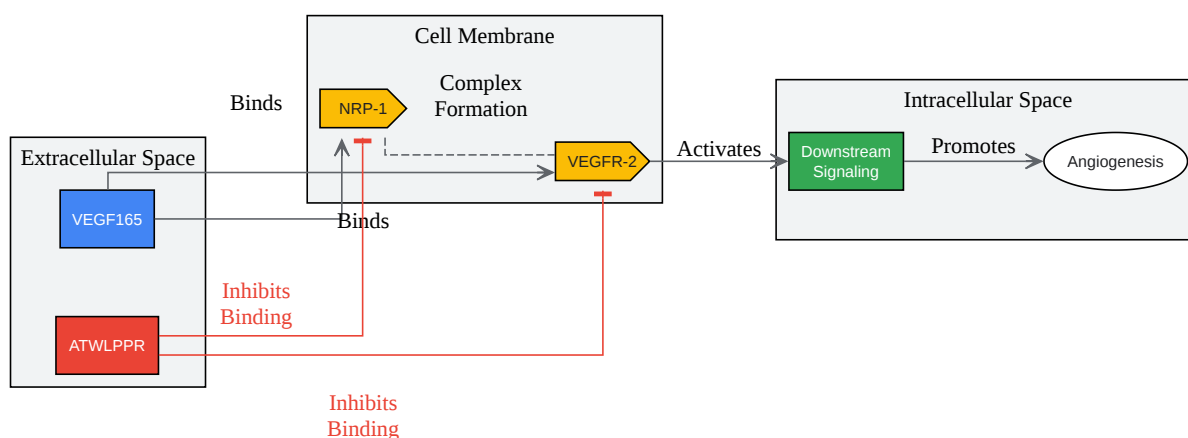 Cell Membrane
NRP-1
Complex
Formation
Binds
VEGFR-2
Extracellular Space
VEGF165
Binds
ATWLPPR
Inhibits
Binding
Inhibits
Binding
Activates
Intracellular Space
Downstream
Signaling
Promotes
Angiogenesis